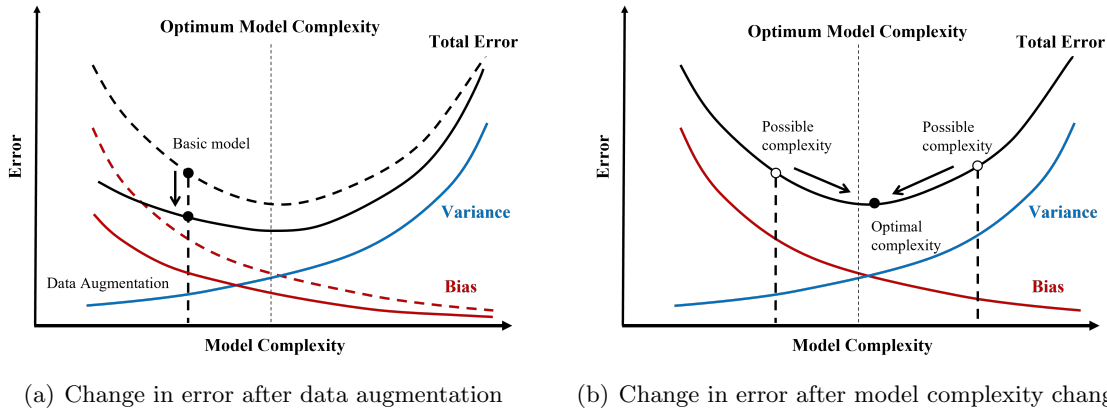 Optimum Model Complexity
Total Error
Basic model
Error
Variance
Data Augmentation
Bias
Model Complexity
(a) Change in error after data augmentation
Optimum Model Complexity
Total Error
Possible
complexity
Possible
complexity
Error
Variance
Optimal
complexity
Bias
Model Complexity
(b) Change in error after model complexity chang